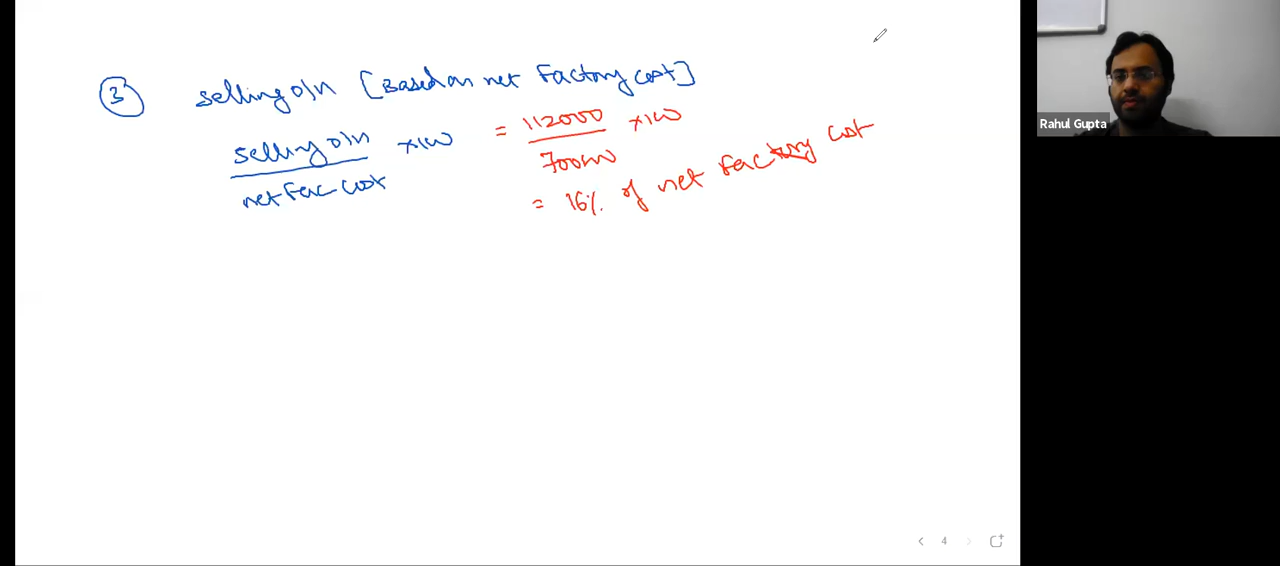 3 selling o/h [Based on net Factory cost]
selling o/h / net Fac cost ×100 = 112000 / 700000 ×100
= 16% of net Factory cost
Rahul Gupta
4